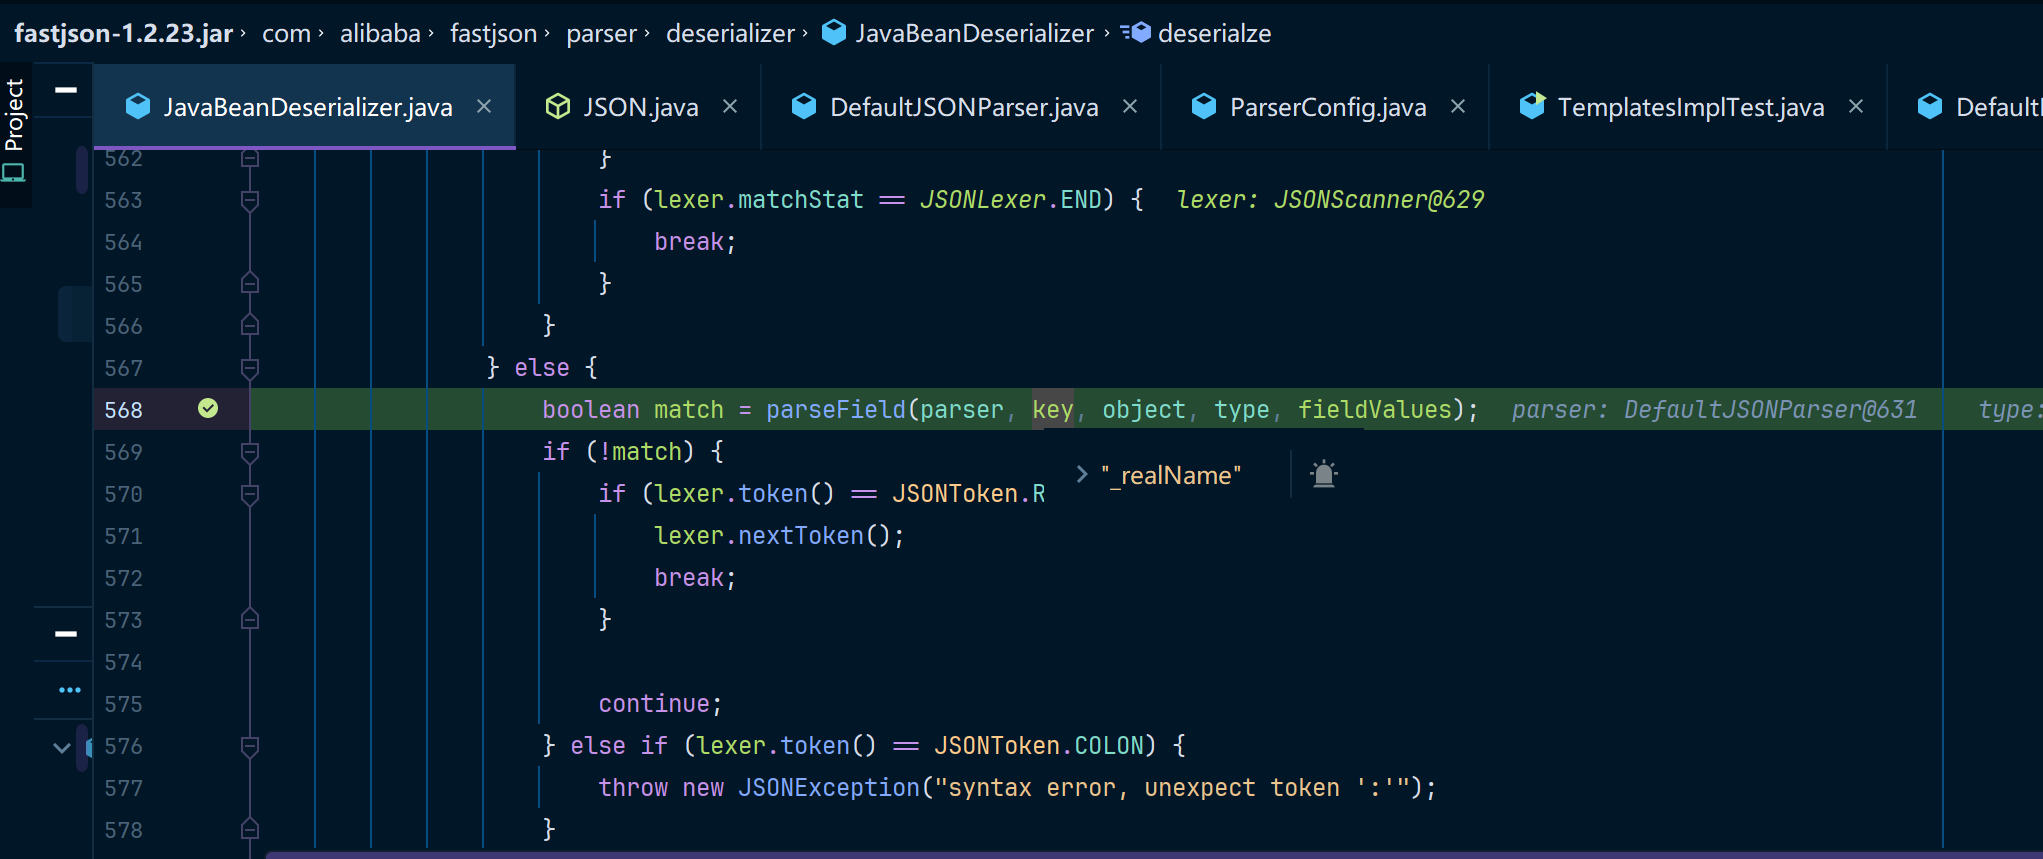 fastjson-1.2.23.jar › com › alibaba › fastjson › parser › deserializer › JavaBeanDeserializer › deserialze
Project
JavaBeanDeserializer.java JSON.java DefaultJSONParser.java ParserConfig.java TemplatesImplTest.java Default
562 }
563 if (lexer.matchStat == JSONLexer.END) { lexer: JSONScanner@629
564 break;
565 }
566 }
567 } else {
568 boolean match = parseField(parser, key, object, type, fieldValues); parser: DefaultJSONParser@631 type:
569 if (!match) {
"_realName"
570 if (lexer.token() == JSONToken.R
571 lexer.nextToken();
572 break;
573 }
574
575 continue;
576 } else if (lexer.token() == JSONToken.COLON) {
577 throw new JSONException("syntax error, unexpect token ':'");
578 }